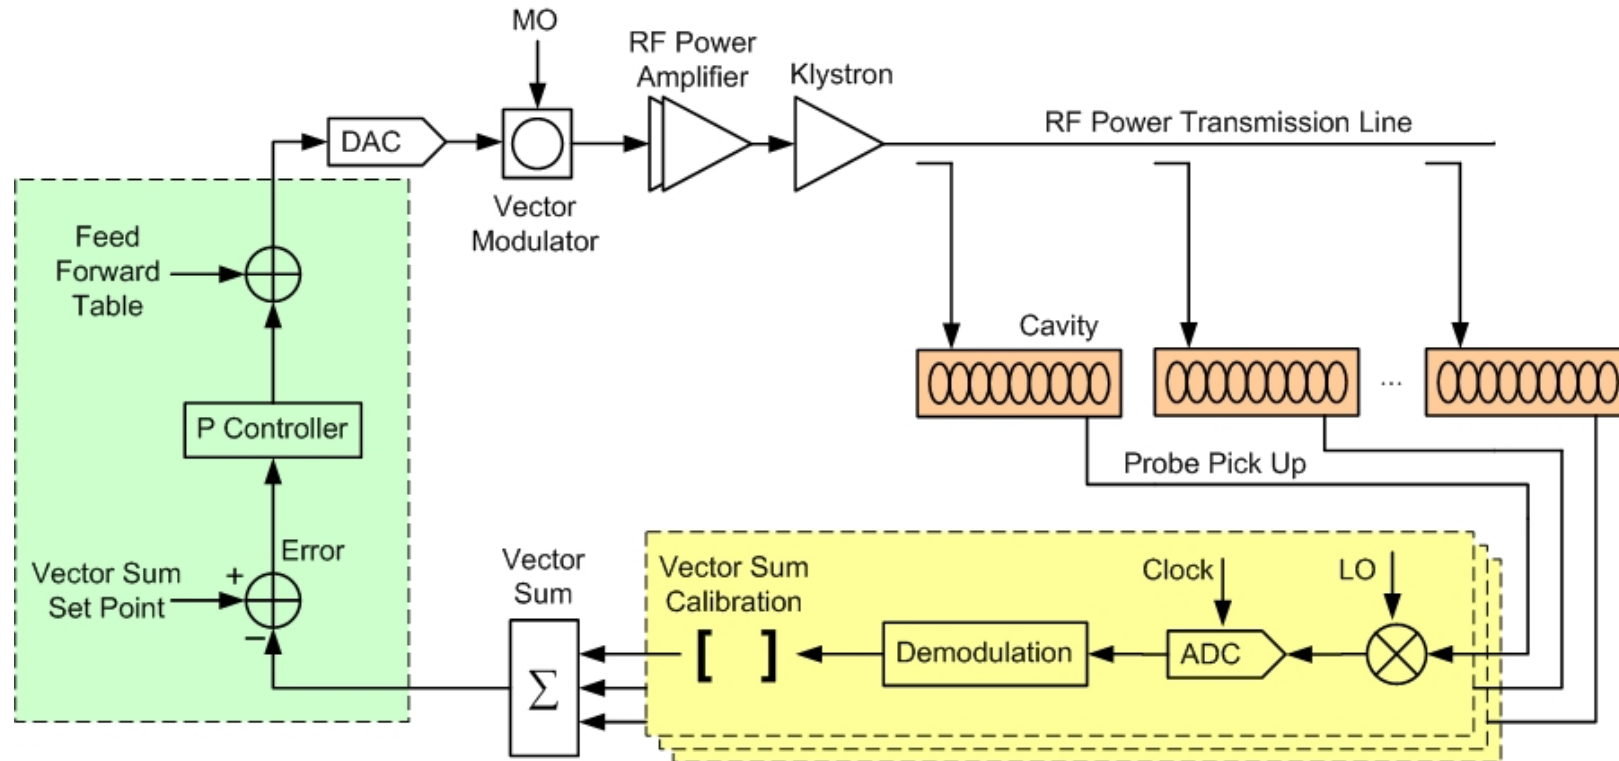 MO
RF Power
Amplifier
Klystron
RF Power Transmission Line
DAC
Vector
Modulator
Feed
Forward
Table
Cavity
...
P Controller
Probe Pick Up
Error
Vector Sum
Set Point
+
−
Vector
Sum
Σ
Vector Sum
Calibration
[ ]
Demodulation
Clock
ADC
LO